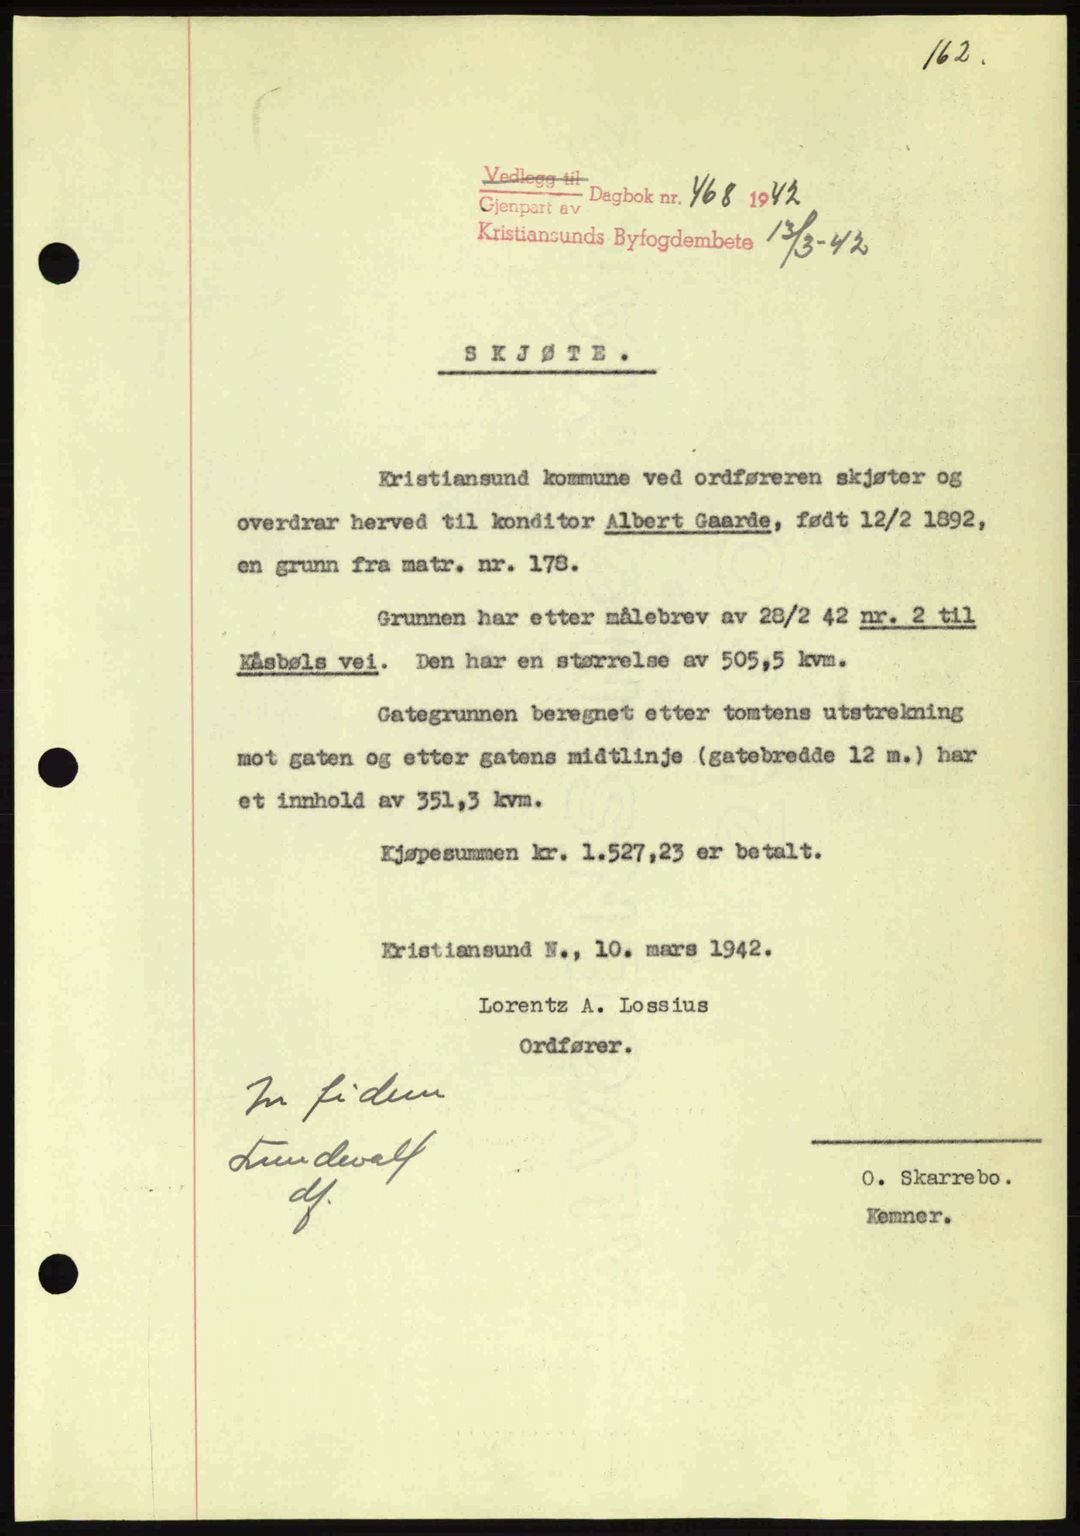 162.
Vedlegg til
Gjenpart av Dagbok nr. 468 1942
Kristiansunds Byfogdembete 13/3-42
SKJØTE.
Kristiansund kommune ved ordføreren skjøter og
overdrar herved til konditor Albert Gaarde, født 12/2 1892,
en grunn fra matr. nr. 178.
Grunnen har etter målebrev av 28/2 42 nr. 2 til
Kåsbøls vei. Den har en størrelse av 505,5 kvm.
Gategrunnen beregnet etter tomtens utstrekning
mot gaten og etter gatens midtlinje (gatebredde 12 m.) har
et innhold av 351,3 kvm.
Kjøpesummen kr. 1.527,23 er betalt.
Kristiansund N., 10. mars 1942.
Lorentz A. Lossius
Ordfører.
In fidem
Lundevall
df.
O. Skarrebo.
Kemner.